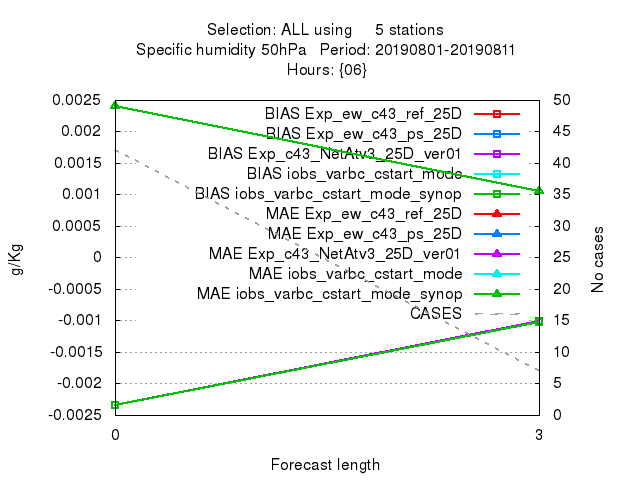 Selection: ALL using     5 stations
Specific humidity 50hPa   Period: 20190801-20190811
Hours: {06}
0.0025
0.002
0.0015
0.001
0.0005
0
-0.0005
-0.001
-0.0015
-0.002
-0.0025
g/Kg
BIAS Exp_ew_c43_ref_25D
BIAS Exp_ew_c43_ps_25D
BIAS Exp_c43_NetAtv3_25D_ver01
BIAS iobs_varbc_cstart_mode
BIAS iobs_varbc_cstart_mode_synop
MAE Exp_ew_c43_ref_25D
MAE Exp_ew_c43_ps_25D
MAE Exp_c43_NetAtv3_25D_ver01
MAE iobs_varbc_cstart_mode
MAE iobs_varbc_cstart_mode_synop
CASES
50
45
40
35
30
25
20
15
10
5
0
No cases
0 3
Forecast length